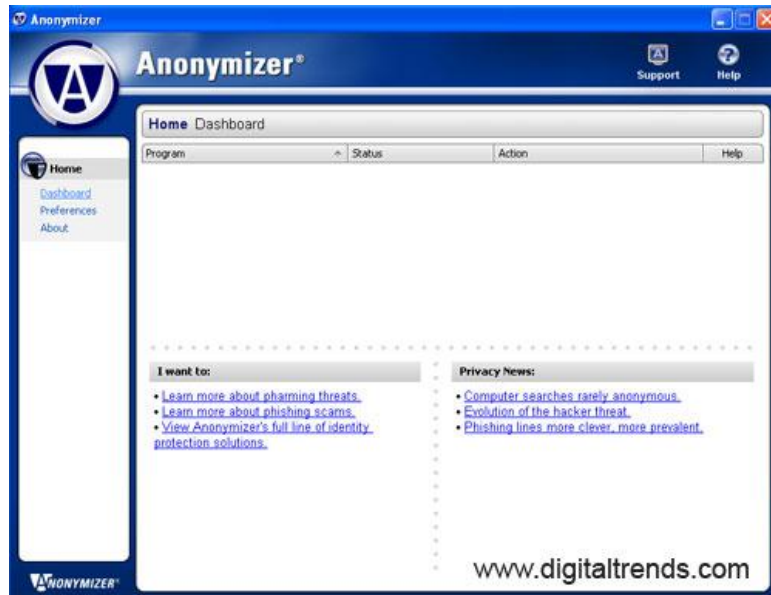 Anonymizer
Anonymizer®
Support
Help
Home Dashboard
Program
Status
Action
Help
Home
Dashboard
Preferences
About
I want to:
• Learn more about pharming threats.
• Learn more about phishing scams.
• View Anonymizer's full line of identity
protection solutions.
Privacy News:
• Computer searches rarely anonymous.
• Evolution of the hacker threat.
• Phishing lines more clever, more prevalent.
ANONYMIZER®
www.digitaltrends.com